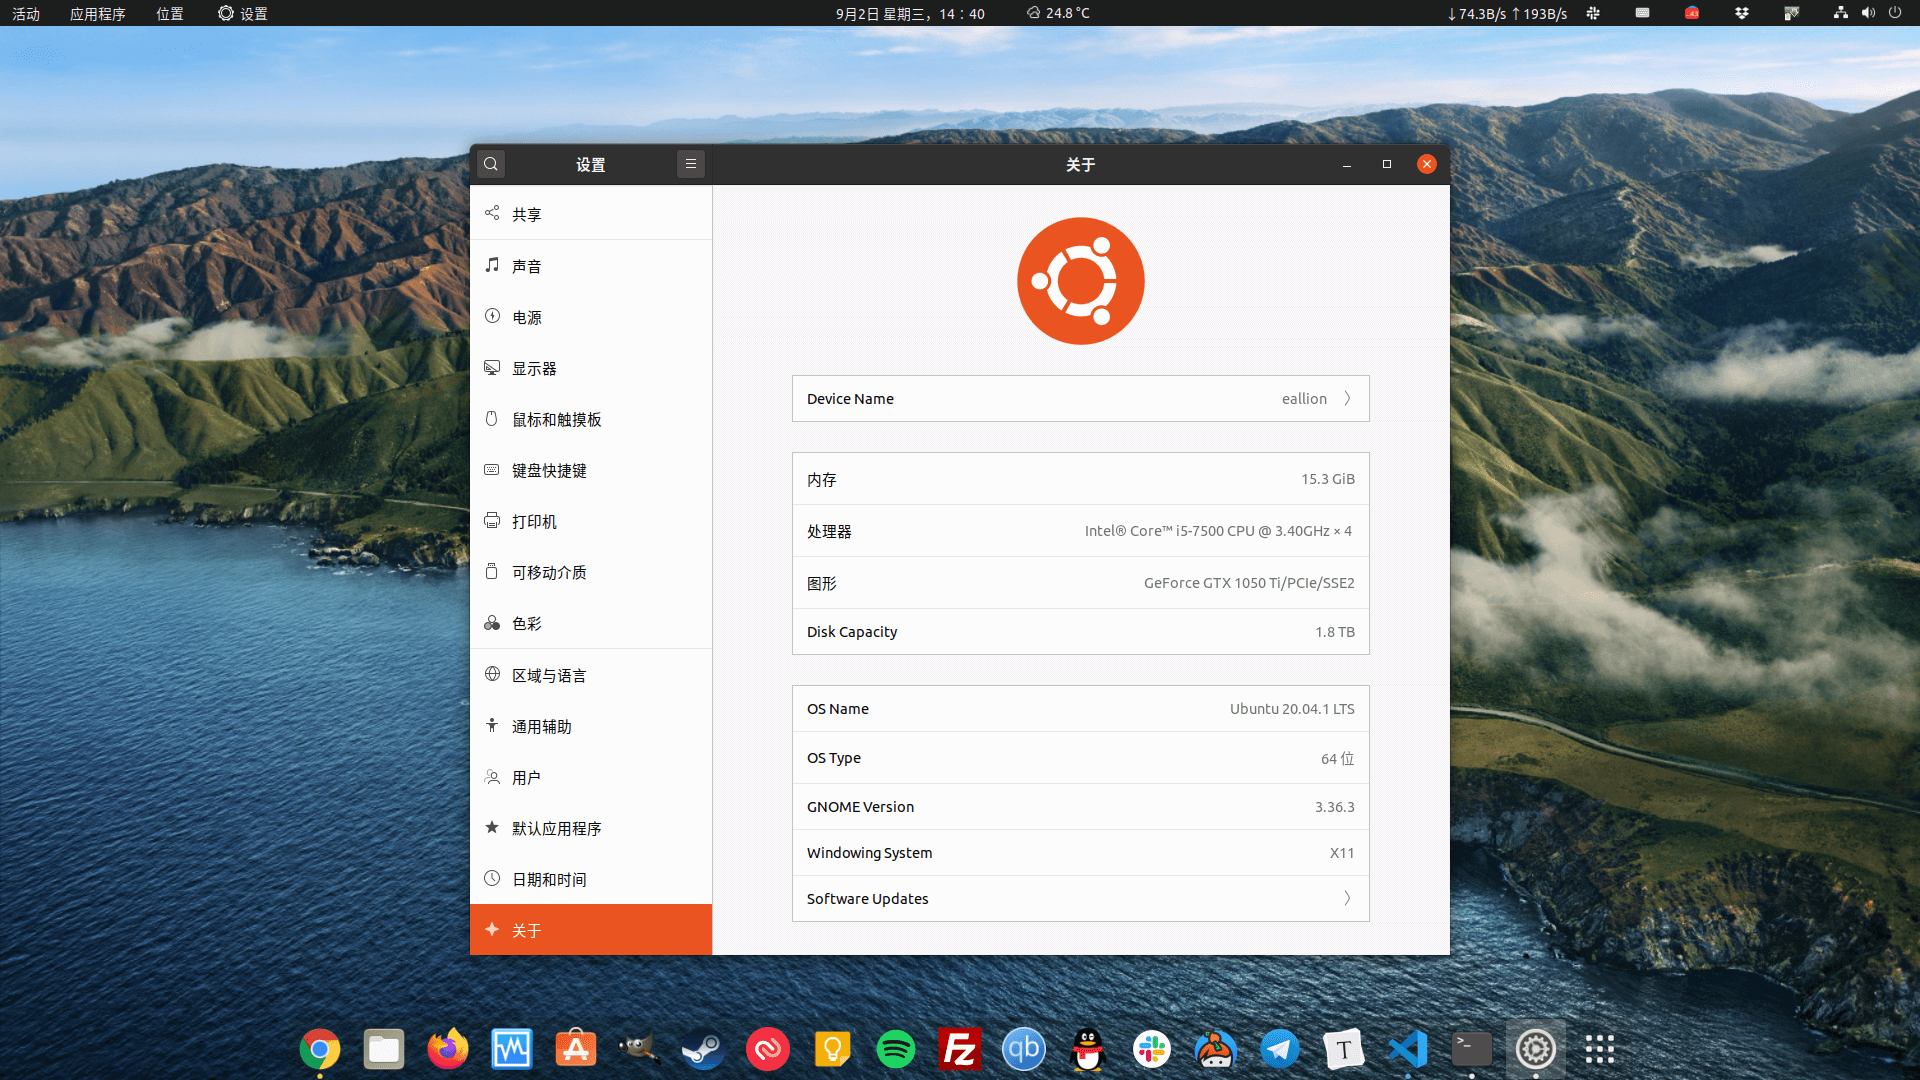 活动 应用程序 位置 设置 9月2日 星期三，14：40 24.8 °C ↓74.3B/s ↑193B/s
设置 关于
共享
声音
电源
显示器
鼠标和触摸板
键盘快捷键
打印机
可移动介质
色彩
区域与语言
通用辅助
用户
默认应用程序
日期和时间
关于
Device Name eallion
内存 15.3 GiB
处理器 Intel® Core™ i5-7500 CPU @ 3.40GHz × 4
图形 GeForce GTX 1050 Ti/PCIe/SSE2
Disk Capacity 1.8 TB
OS Name Ubuntu 20.04.1 LTS
OS Type 64 位
GNOME Version 3.36.3
Windowing System X11
Software Updates
Fz qb T >_